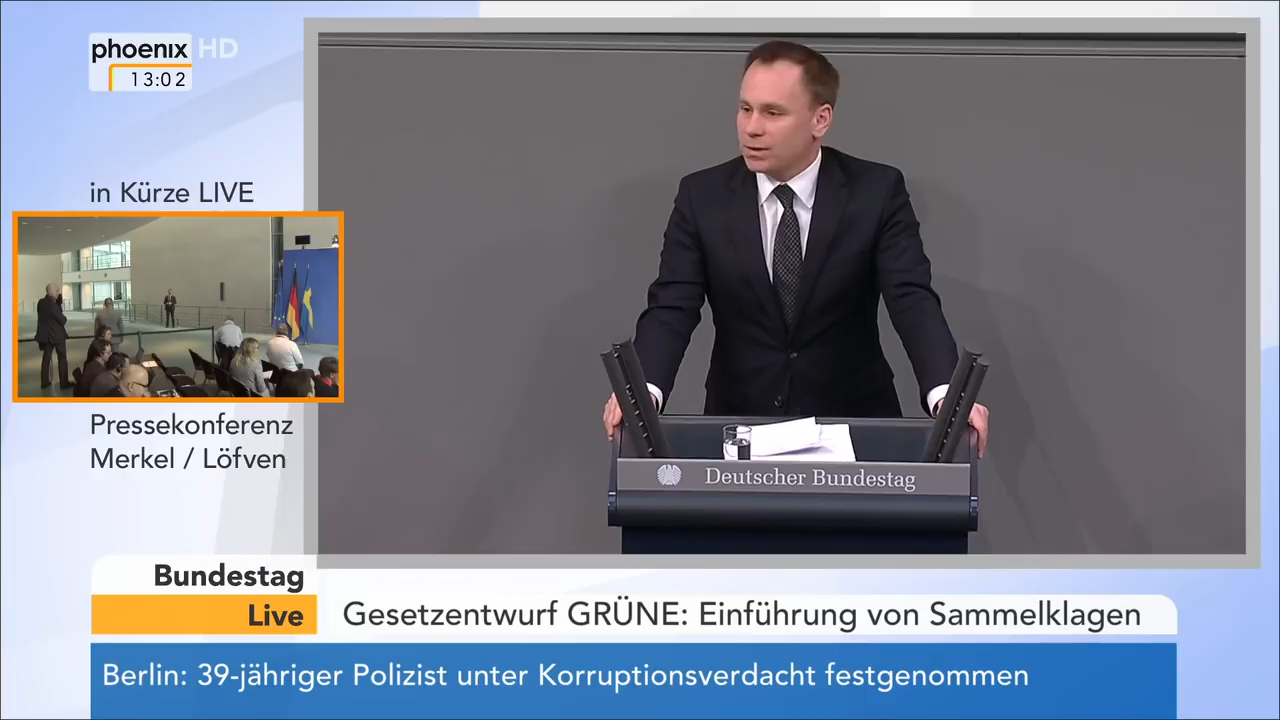 phoenix HD
13:02
in Kürze LIVE
Pressekonferenz
Merkel / Löfven
Deutscher Bundestag
Bundestag
Live
Gesetzentwurf GRÜNE: Einführung von Sammelklagen
Berlin: 39-jähriger Polizist unter Korruptionsverdacht festgenommen